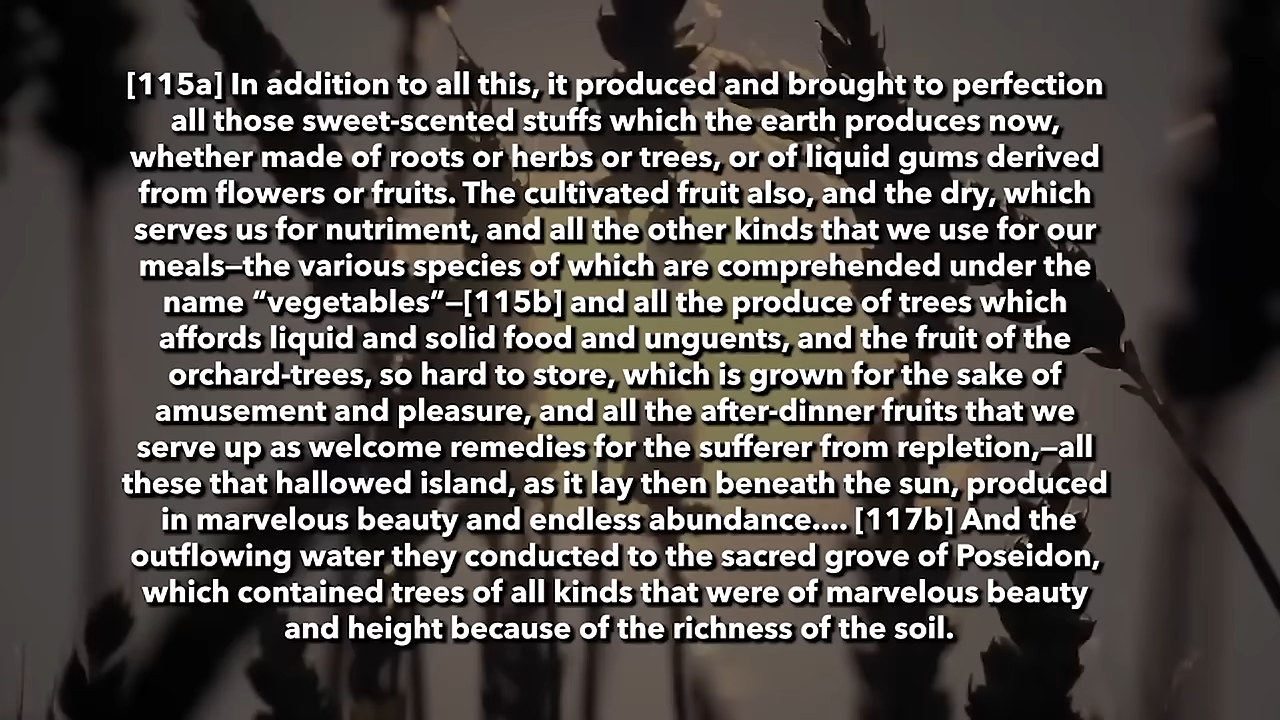 [115a] In addition to all this, it produced and brought to perfection
all those sweet-scented stuffs which the earth produces now,
whether made of roots or herbs or trees, or of liquid gums derived
from flowers or fruits. The cultivated fruit also, and the dry, which
serves us for nutriment, and all the other kinds that we use for our
meals—the various species of which are comprehended under the
name “vegetables”—[115b] and all the produce of trees which
affords liquid and solid food and unguents, and the fruit of the
orchard-trees, so hard to store, which is grown for the sake of
amusement and pleasure, and all the after-dinner fruits that we
serve up as welcome remedies for the sufferer from repletion,—all
these that hallowed island, as it lay then beneath the sun, produced
in marvelous beauty and endless abundance.... [117b] And the
outflowing water they conducted to the sacred grove of Poseidon,
which contained trees of all kinds that were of marvelous beauty
and height because of the richness of the soil.